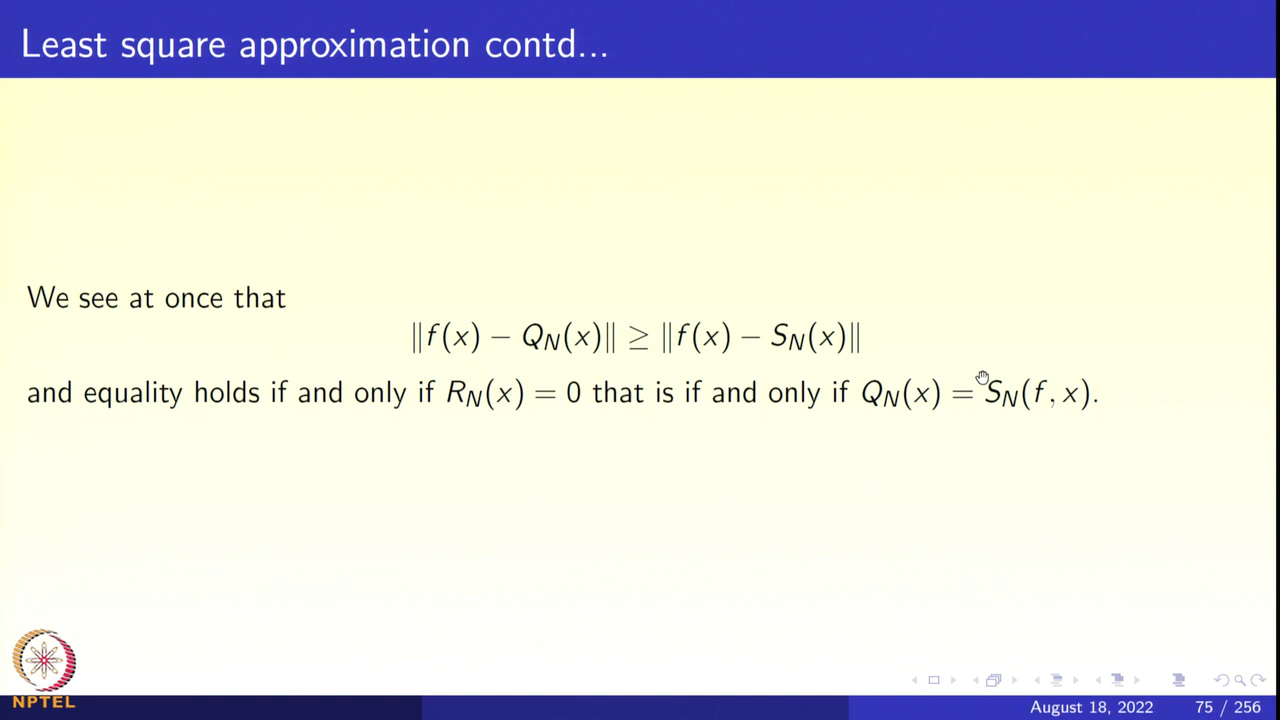 Least square approximation contd...
We see at once that
‖f(x) − Q_N(x)‖ ≥ ‖f(x) − S_N(x)‖
and equality holds if and only if R_N(x) = 0 that is if and only if Q_N(x) = S_N(f, x).
NPTEL
August 18, 2022 75 / 256